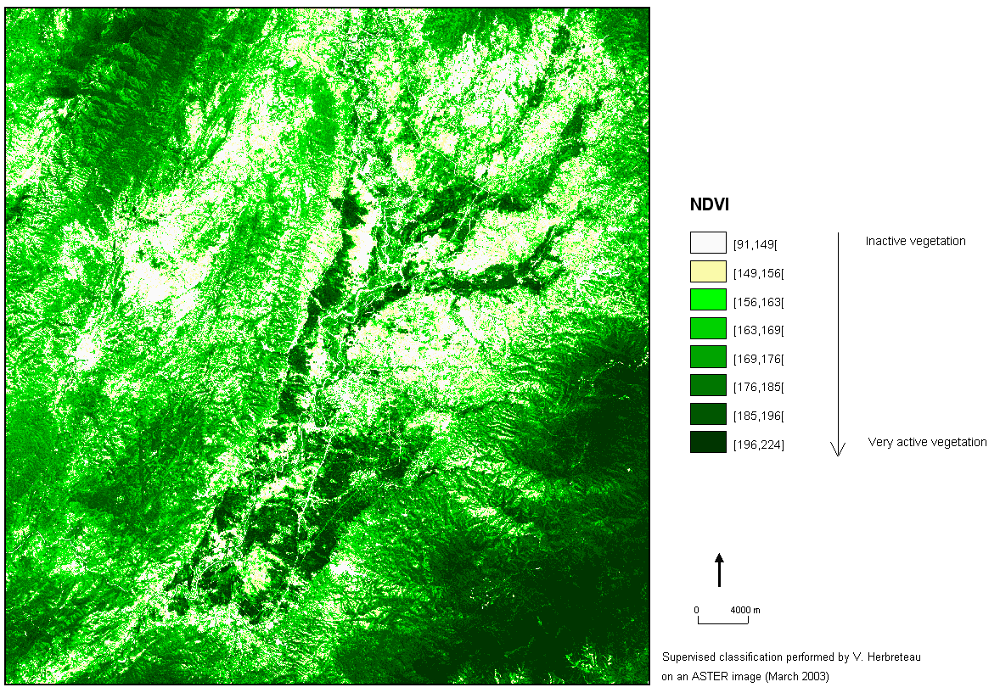 NDVI
[91,149[
Inactive vegetation
[149,156[
[156,163[
[163,169[
[169,176[
[176,185[
[185,196[
[196,224]
Very active vegetation
0 4000 m
Supervised classification performed by V. Herbreteau
on an ASTER image (March 2003)